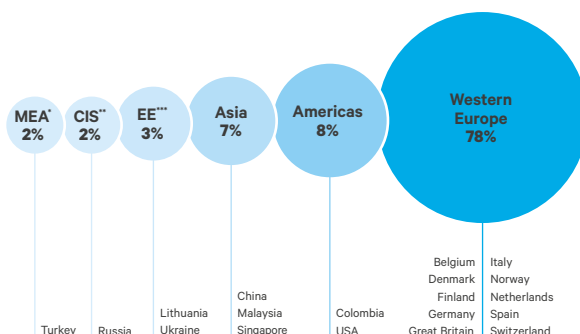 MEA*
2%
CIS**
2%
EE***
3%
Asia
7%
Americas
8%
Western
Europe
78%
Turkey
Russia
Lithuania
Ukraine
China
Malaysia
Singapore
Colombia
USA
Belgium
Denmark
Finland
Germany
Great Britain
Italy
Norway
Netherlands
Spain
Switzerland